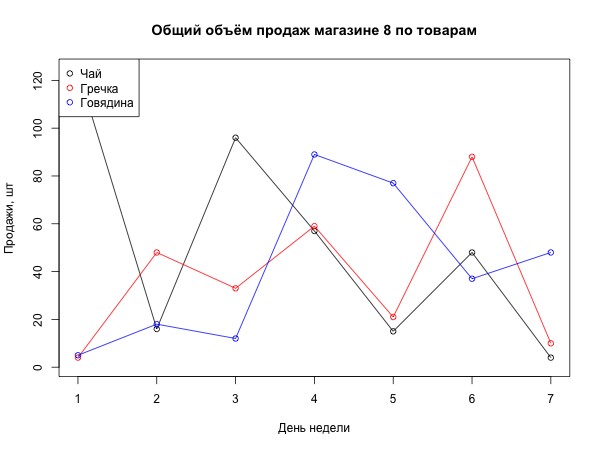 Общий объём продаж магазине 8 по товарам
Чай
Гречка
Говядина
Продажи, шт
120
100
80
60
40
20
0
1 2 3 4 5 6 7
День недели